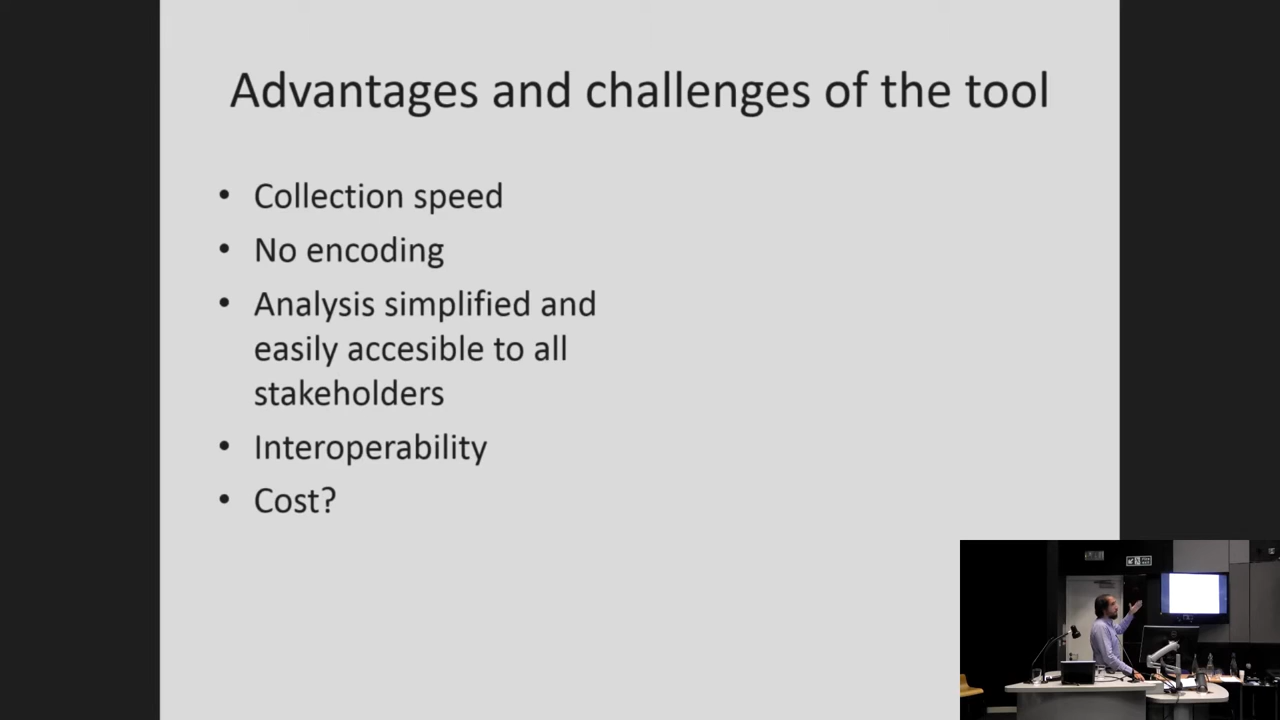 Advantages and challenges of the tool
• Collection speed
• No encoding
• Analysis simplified and
easily accesible to all
stakeholders
• Interoperability
• Cost?